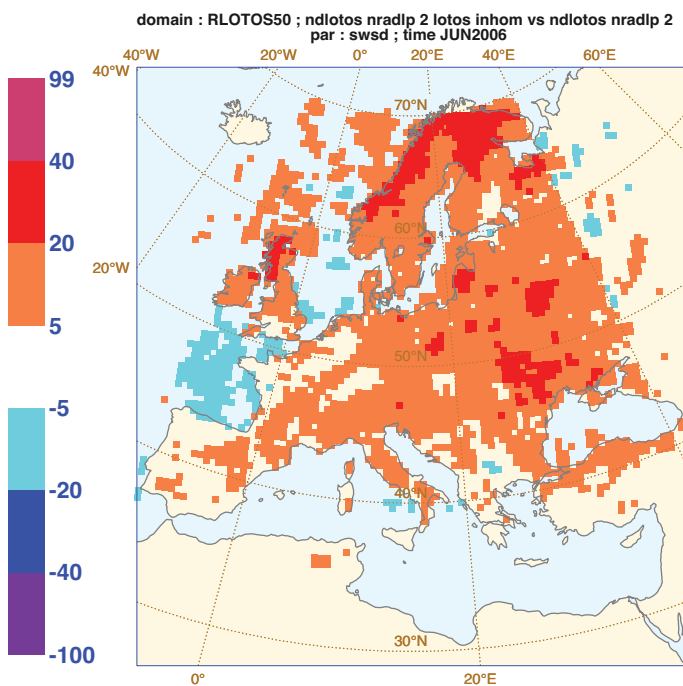 domain : RLOTOS50 ; ndlotos nradlp 2 lotos inhom vs ndlotos nradlp 2
par : swsd ; time JUN2006
40°W 20°W 0° 20°E 40°E 60°E
40°W
99
70°N
40
20
60°N
20°W
5
50°N
-5
-20
40°N
-40
30°N
-100
0° 20°E